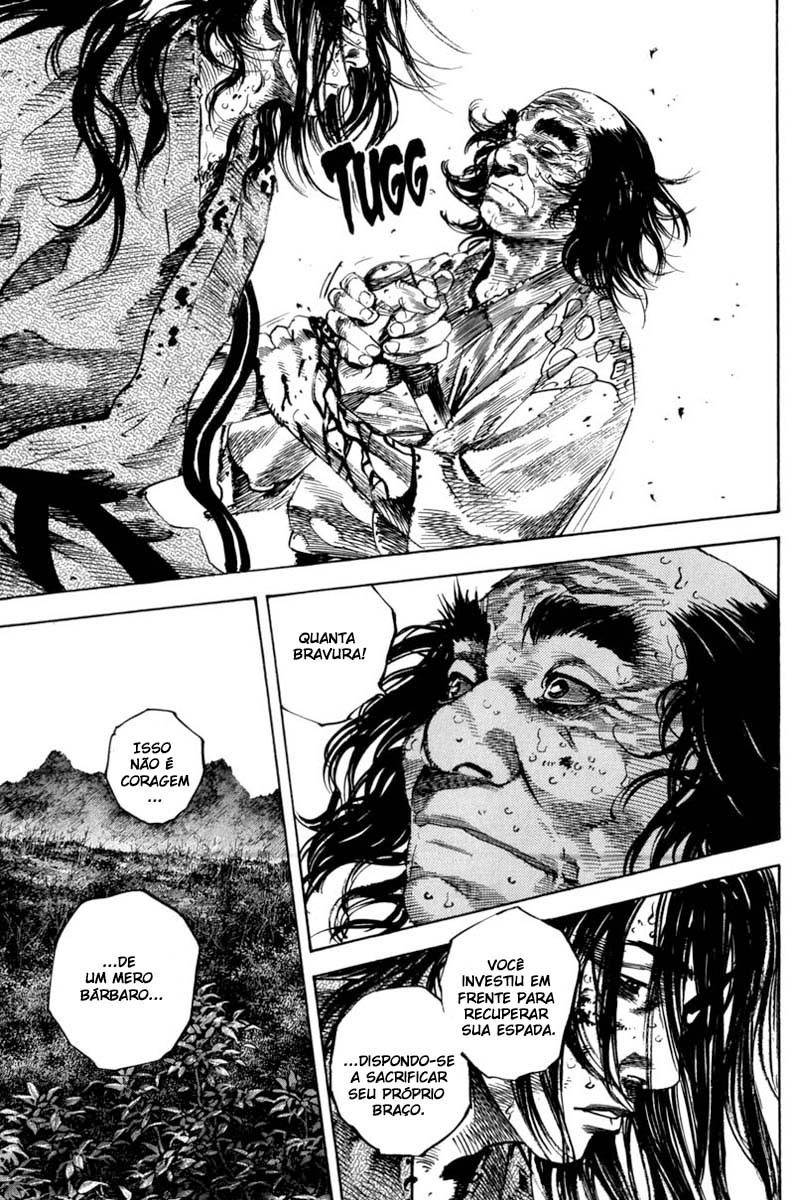 TUGG
QUANTA
BRAVURA!
VOCÊ
INVESTIU EM
FRENTE PARA
RECUPERAR
SUA ESPADA.
...DISPONDO-SE
A SACRIFICAR
SEU PRÓPRIO
BRAÇO.
ISSO
NÃO É
CORAGEM
...
...DE
UM MERO
BÁRBARO...